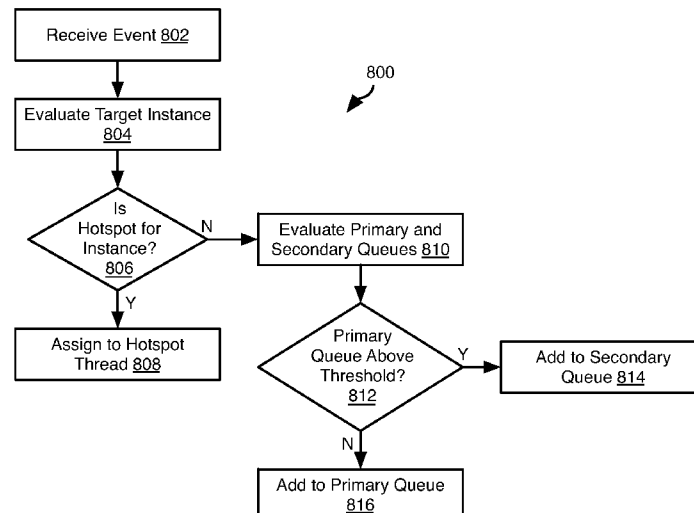 Receive Event 802
800
Evaluate Target Instance
804
Is
Hotspot for
Instance?
806
N
Y
Evaluate Primary and
Secondary Queues 810
Assign to Hotspot
Thread 808
Primary
Queue Above
Threshold?
812
Y
N
Add to Secondary
Queue 814
Add to Primary Queue
816